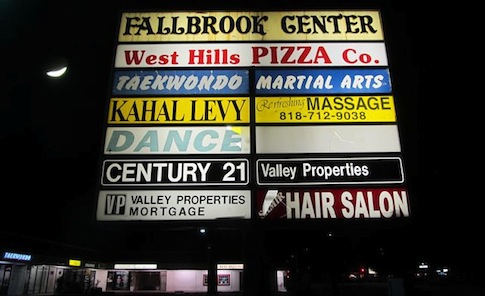 FALLBROOK CENTER
West Hills PIZZA Co.
TAEKWONDO MARTIAL ARTS
KAHAL LEVY Refreshing MASSAGE
818-712-9038
DANCE
CENTURY 21 Valley Properties
VP VALLEY PROPERTIES
MORTGAGE
HAIR SALON
TAEKWONDO